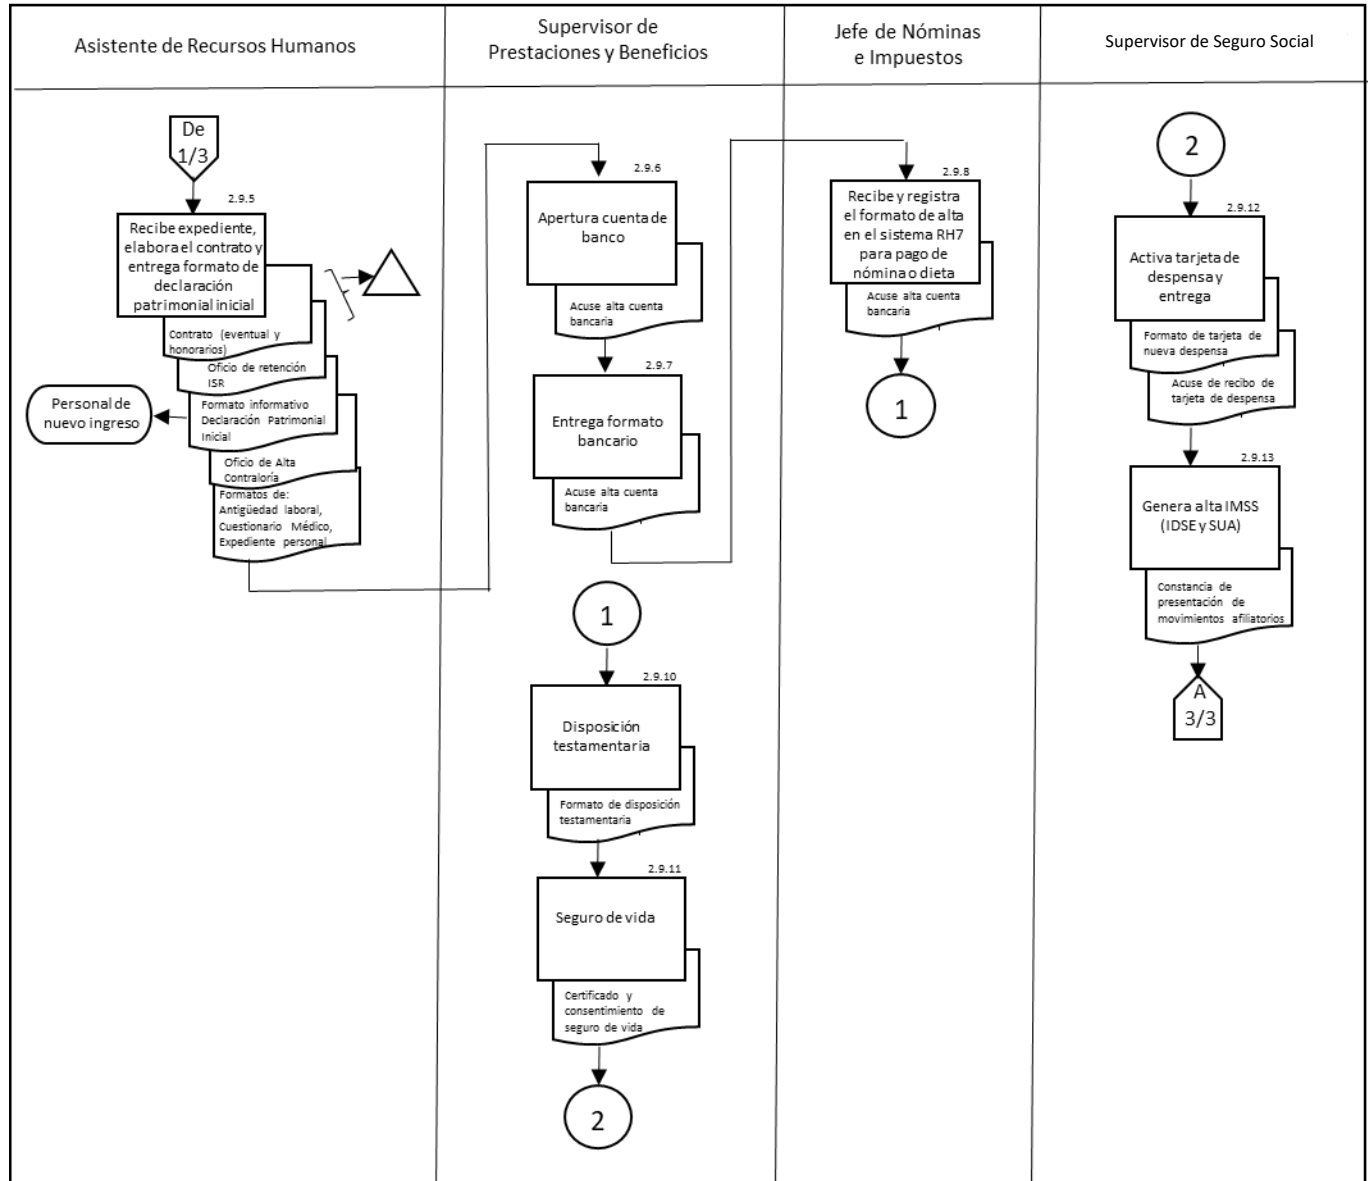 Asistente de Recursos Humanos
Supervisor de
Prestaciones y Beneficios
Jefe de Nóminas
e Impuestos
Supervisor de Seguro Social
De
1/3
2.9.5
Recibe expediente,
elabora el contrato y
entrega formato de
declaración
patrimonial inicial
Contrato (eventual y
honorarios)
Oficio de retención
ISR
Formato informativo
Declaración Patrimonial
Inicial
Personal de
nuevo ingreso
Oficio de Alta
Contraloría
Formatos de:
Antigüedad laboral,
Cuestionario Médico,
Expediente personal
2.9.6
Apertura cuenta de
banco
Acuse alta cuenta
bancaria
2.9.7
Entrega formato
bancario
Acuse alta cuenta
bancaria
1
2.9.10
Disposición
testamentaria
Formato de disposición
testamentaria
2.9.11
Seguro de vida
Certificado y
consentimiento de
seguro de vida
2
2.9.8
Recibe y registra
el formato de alta
en el sistema RH7
para pago de
nómina o dieta
Acuse alta cuenta
bancaria
1
2
2.9.12
Activa tarjeta de
despensa y
entrega
Formato de tarjeta de
nueva despensa
Acuse de recibo de
tarjeta de despensa
2.9.13
Genera alta IMSS
(IDSE y SUA)
Constancia de
presentación de
movimientos afiliatorios
A
3/3